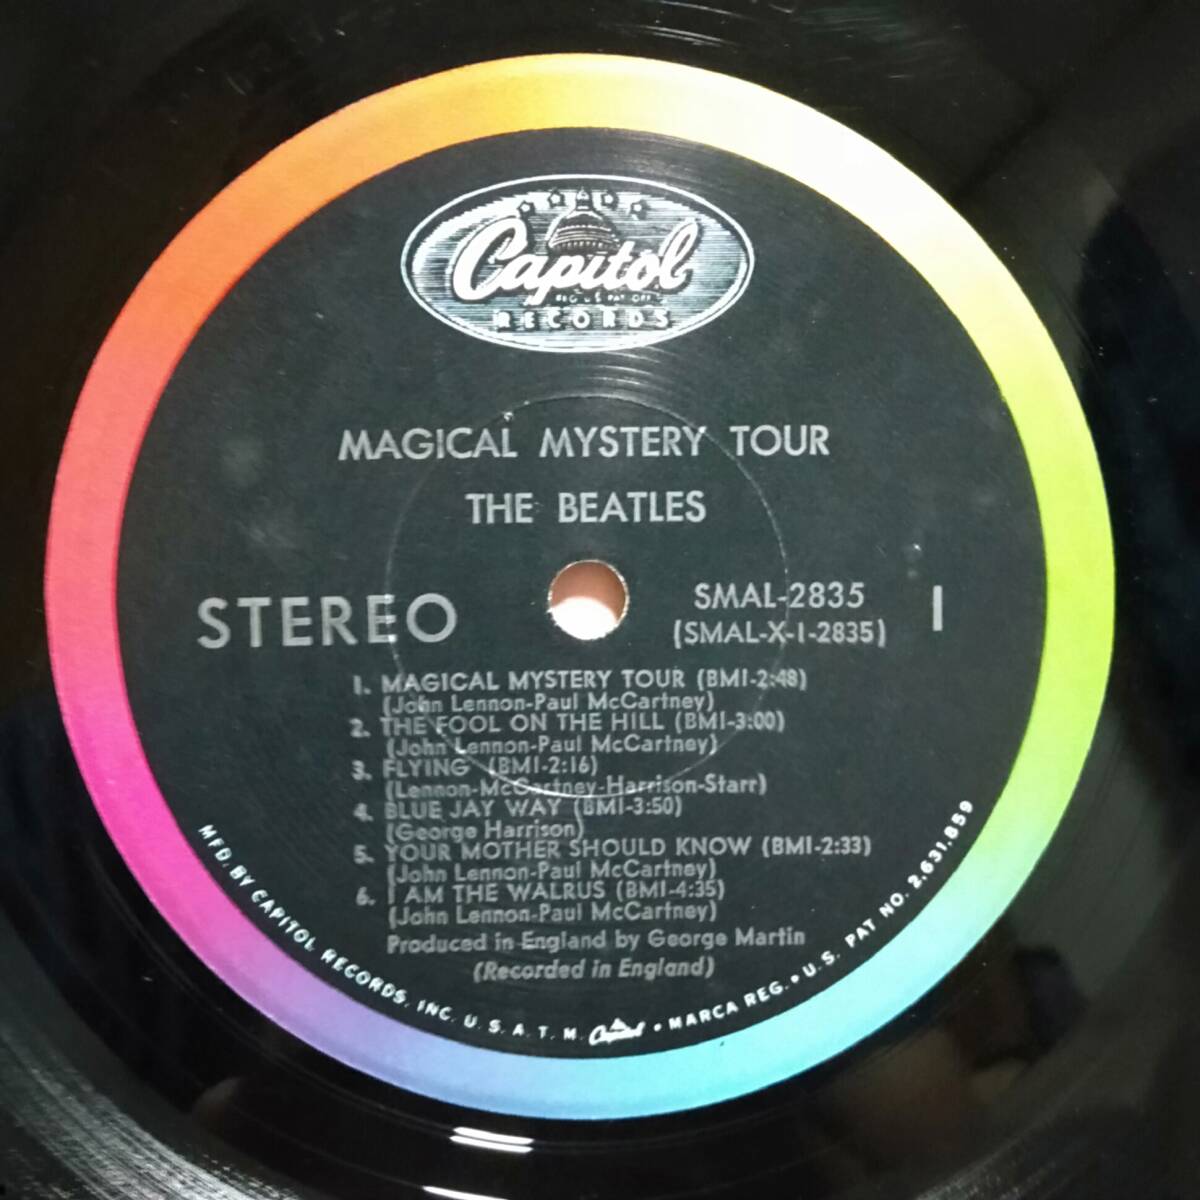 Capitol
REG. U.S. PAT. OFF.
RECORDS
MAGICAL MYSTERY TOUR
THE BEATLES
STEREO
SMAL-2835
(SMAL-X-1-2835)
1
1. MAGICAL MYSTERY TOUR (BMI-2:48)
(John Lennon-Paul McCartney)
2. THE FOOL ON THE HILL (BMI-3:00)
(John Lennon-Paul McCartney)
3. FLYING (BMI-2:16)
(Lennon-McCartney-Harrison-Starr)
4. BLUE JAY WAY (BMI-3:50)
(George Harrison)
5. YOUR MOTHER SHOULD KNOW (BMI-2:33)
(John Lennon-Paul McCartney)
6. I AM THE WALRUS (BMI-4:35)
(John Lennon-Paul McCartney)
Produced in England by George Martin
(Recorded in England)
MFD. BY CAPITOL RECORDS, INC. U. S. A. T. M. Capitol • MARCA REG. • U.S. PAT NO. 2,631,859